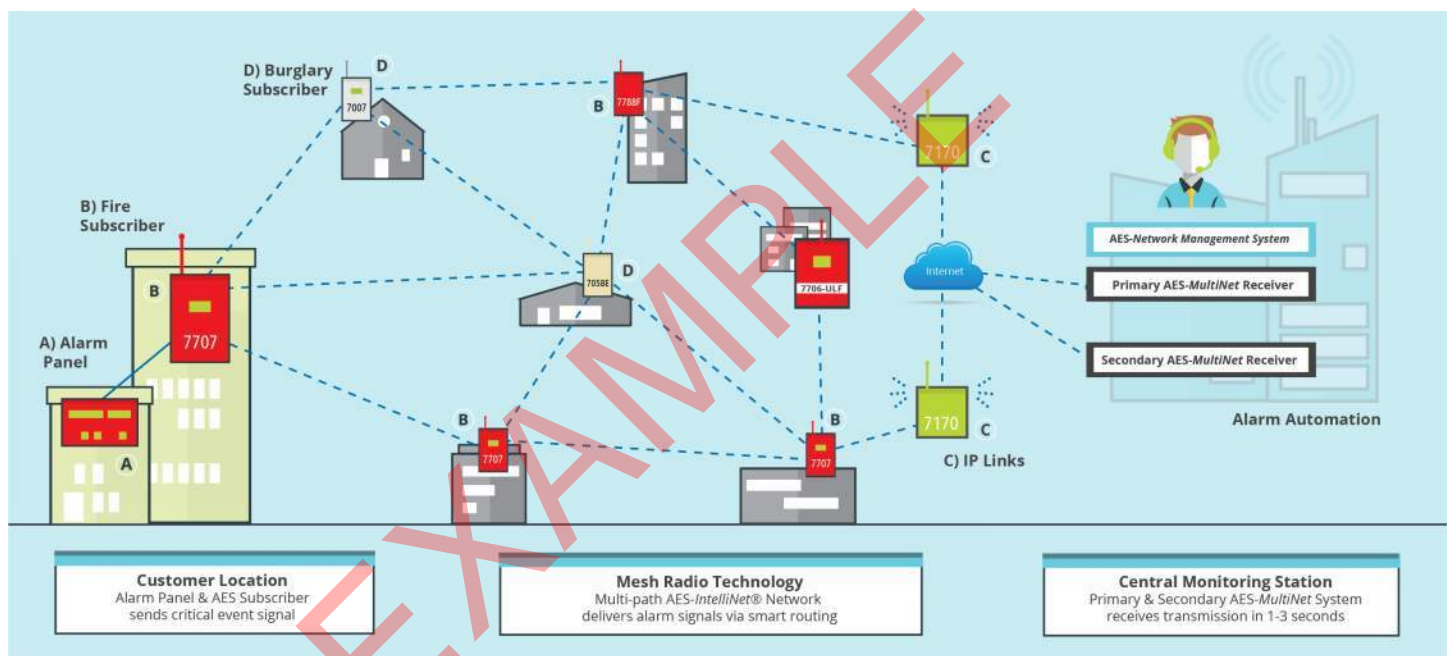 D) Burglary
Subscriber
D
7007
B
7788F
7170
C
B) Fire
Subscriber
B
7707
A) Alarm
Panel
A
7058E
D
7706-ULF
Internet
AES-Network Management System
Primary AES-MultiNet Receiver
Secondary AES-MultiNet Receiver
Alarm Automation
B
7707
B
7707
7170
C
C) IP Links
EXAMPLE
Customer Location
Alarm Panel & AES Subscriber
sends critical event signal
Mesh Radio Technology
Multi-path AES-IntelliNet® Network
delivers alarm signals via smart routing
Central Monitoring Station
Primary & Secondary AES-MultiNet System
receives transmission in 1-3 seconds